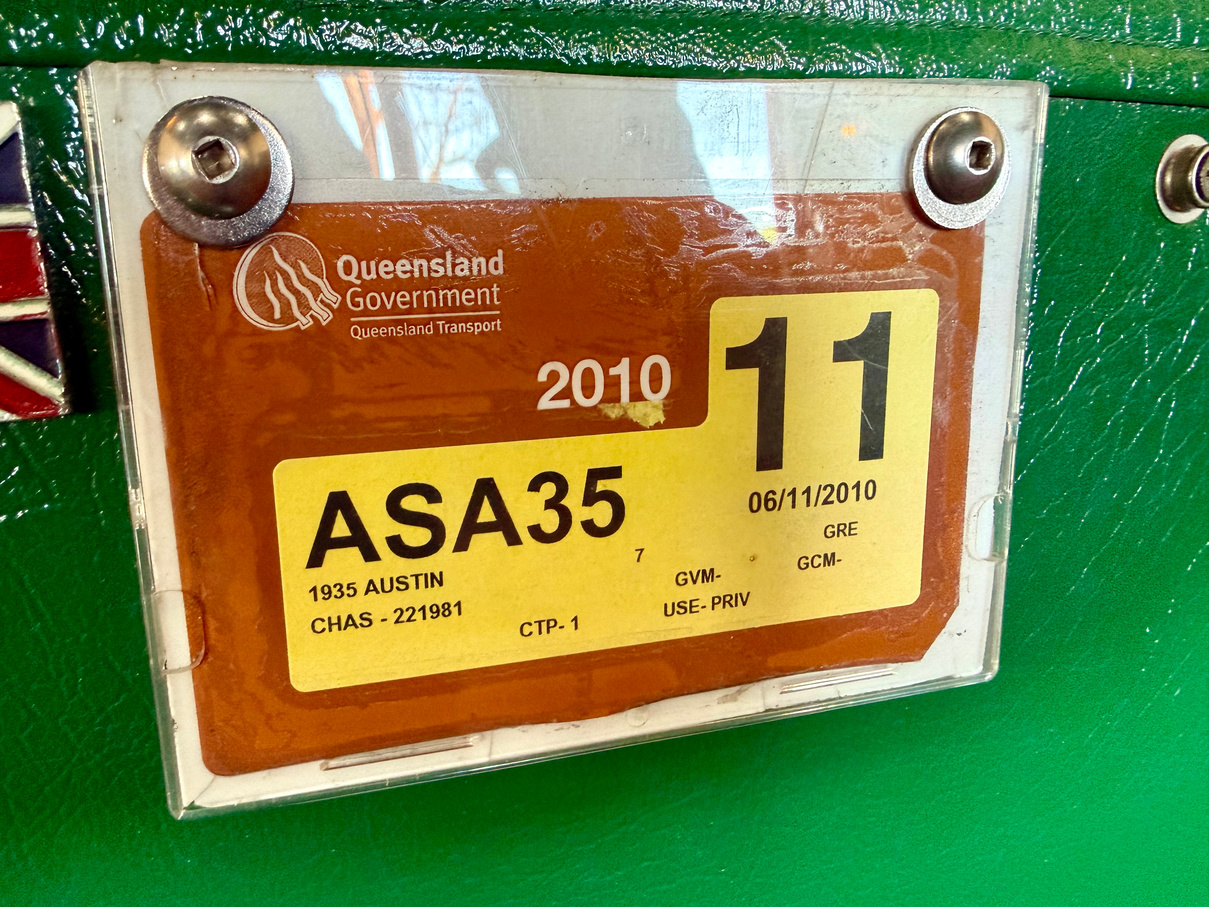 Queensland
Government
Queensland Transport
2010
11
ASA35
06/11/2010
7
GRE
1935 AUSTIN
GVM-
GCM-
CHAS - 221981
CTP- 1
USE- PRIV